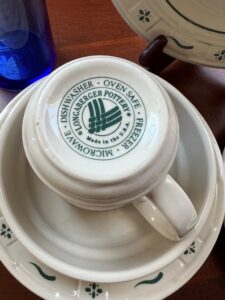 DISHWASHER · OVEN SAFE · FREEZER · MICROWAVE ·
LONGABERGER POTTERY
Made in the U.S.A.